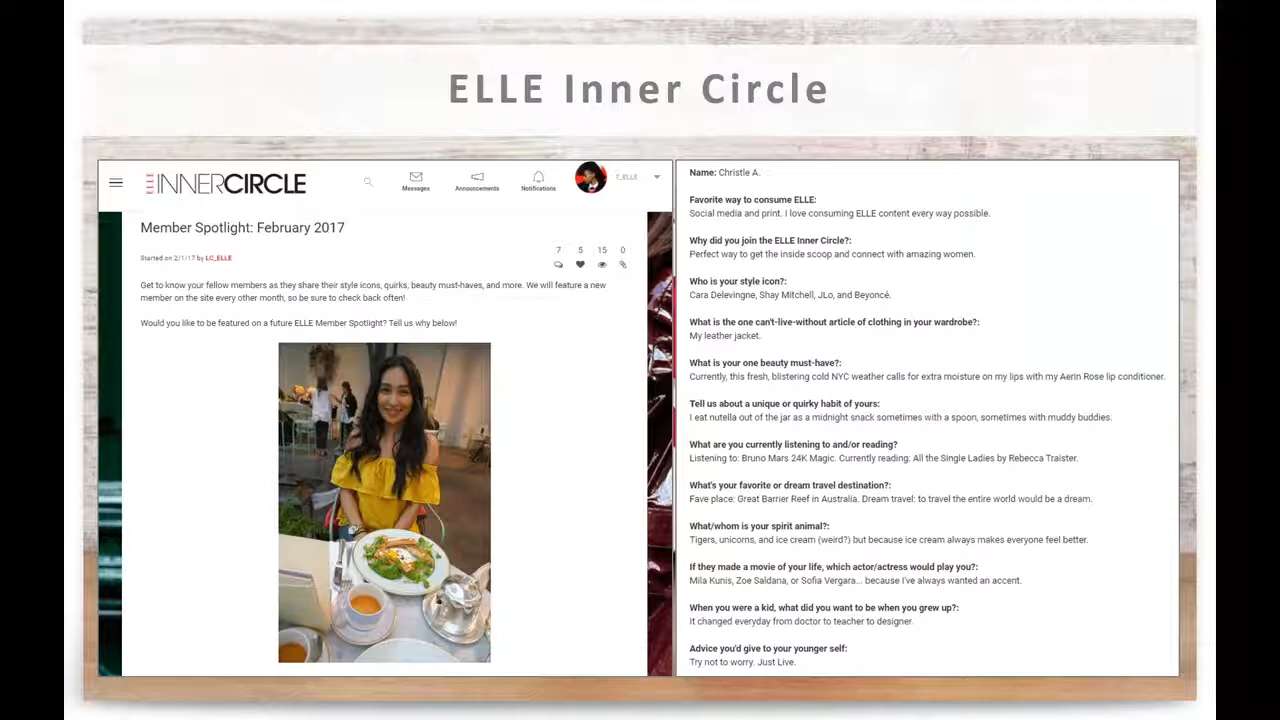 ELLE Inner Circle
ELLE INNERCIRCLE
Messages
Announcements
Notifications
T_ELLE
Member Spotlight: February 2017
7 5 15 0
Started on 2/1/17 by LC_ELLE
Get to know your fellow members as they share their style icons, quirks, beauty must-haves, and more. We will feature a new
member on the site every other month, so be sure to check back often!
Would you like to be featured on a future ELLE Member Spotlight? Tell us why below!
Name: Christle A.
Favorite way to consume ELLE:
Social media and print. I love consuming ELLE content every way possible.
Why did you join the ELLE Inner Circle?:
Perfect way to get the inside scoop and connect with amazing women.
Who is your style icon?:
Cara Delevingne, Shay Mitchell, JLo, and Beyoncé.
What is the one can't-live-without article of clothing in your wardrobe?:
My leather jacket.
What is your one beauty must-have?:
Currently, this fresh, blistering cold NYC weather calls for extra moisture on my lips with my Aerin Rose lip conditioner.
Tell us about a unique or quirky habit of yours:
I eat nutella out of the jar as a midnight snack sometimes with a spoon, sometimes with muddy buddies.
What are you currently listening to and/or reading?
Listening to: Bruno Mars 24K Magic. Currently reading: All the Single Ladies by Rebecca Traister.
What's your favorite or dream travel destination?:
Fave place: Great Barrier Reef in Australia. Dream travel: to travel the entire world would be a dream.
What/whom is your spirit animal?:
Tigers, unicorns, and ice cream (weird?) but because ice cream always makes everyone feel better.
If they made a movie of your life, which actor/actress would play you?:
Mila Kunis, Zoe Saldana, or Sofia Vergara... because I've always wanted an accent.
When you were a kid, what did you want to be when you grew up?:
It changed everyday from doctor to teacher to designer.
Advice you'd give to your younger self:
Try not to worry. Just Live.